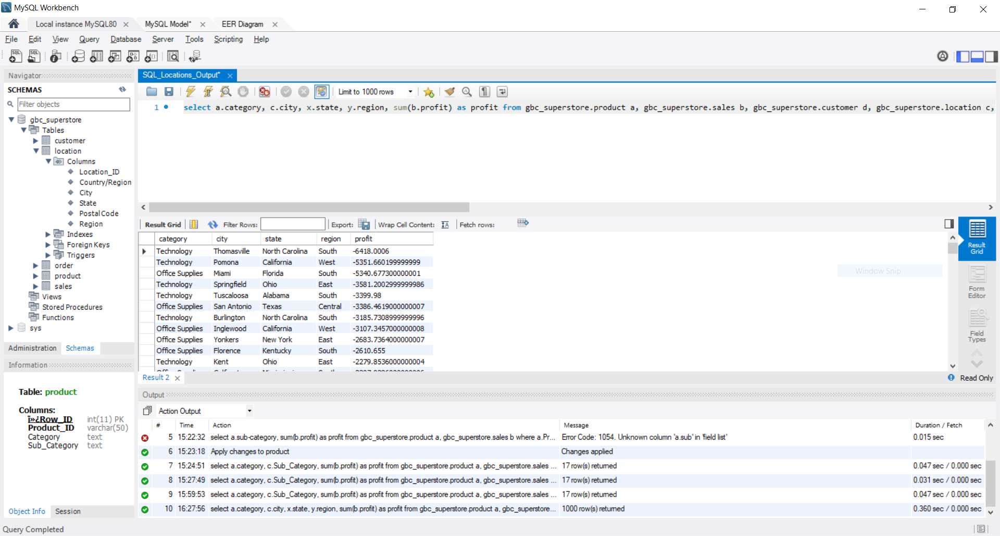 MySQL Workbench
Local instance MySQL80
MySQL Model*
EER Diagram
File Edit View Query Database Server Tools Scripting Help
Navigator
SCHEMAS
Filter objects
gbc_superstore
Tables
customer
location
Columns
Location_ID
Country/Region
City
State
PostalCode
Region
Indexes
Foreign Keys
Triggers
order
product
sales
Views
Stored Procedures
Functions
sys
Administration Schemas
Information
Table: product
Columns:
ï»¿Row_ID int(11) PK
Product_ID varchar(50)
Category text
Sub_Category text
Object Info Session
Query Completed
SQL_Locations_Output*
Limit to 1000 rows
1 select a.category, c.city, x.state, y.region, sum(b.profit) as profit from gbc_superstore.product a, gbc_superstore.sales b, gbc_superstore.customer d, gbc_superstore.location c,
Result Grid Filter Rows: Export: Wrap Cell Content: Fetch rows:
category city state region profit
Technology Thomasville North Carolina South -6418.0006
Technology Pomona California West -5351.660199999999
Office Supplies Miami Florida South -5340.677300000001
Technology Springfield Ohio East -3581.2002999999986
Technology Tuscaloosa Alabama South -3399.98
Office Supplies San Antonio Texas Central -3386.4619000000007
Technology Burlington North Carolina South -3185.7308999999996
Office Supplies Inglewood California West -3107.3457000000008
Office Supplies Yonkers New York East -2683.7364000000007
Office Supplies Florence Kentucky South -2610.655
Technology Kent Ohio East -2279.8536000000004
Window Snip
Result
Grid
Form
Editor
Field
Types
Result 2
Read Only
Output
Action Output
# Time Action Message Duration / Fetch
5 15:22:32 select a.sub-category, sum(b.profit) as profit from gbc_superstore.product a, gbc_superstore.sales b where a.Pr... Error Code: 1054. Unknown column 'a.sub' in 'field list' 0.015 sec
6 15:23:18 Apply changes to product Changes applied
7 15:24:51 select a.category, c.Sub_Category, sum(b.profit) as profit from gbc_superstore.product a, gbc_superstore.sales ... 17 row(s) returned 0.047 sec / 0.000 sec
8 15:27:49 select a.category, c.Sub_Category, sum(b.profit) as profit from gbc_superstore.product a, gbc_superstore.sales ... 17 row(s) returned 0.031 sec / 0.000 sec
9 15:59:53 select a.category, c.Sub_Category, sum(b.profit) as profit from gbc_superstore.product a, gbc_superstore.sales ... 17 row(s) returned 0.047 sec / 0.000 sec
10 16:27:56 select a.category, c.city, x.state, y.region, sum(b.profit) as profit from gbc_superstore.product a, gbc_superstore... 1000 row(s) returned 0.360 sec / 0.000 sec